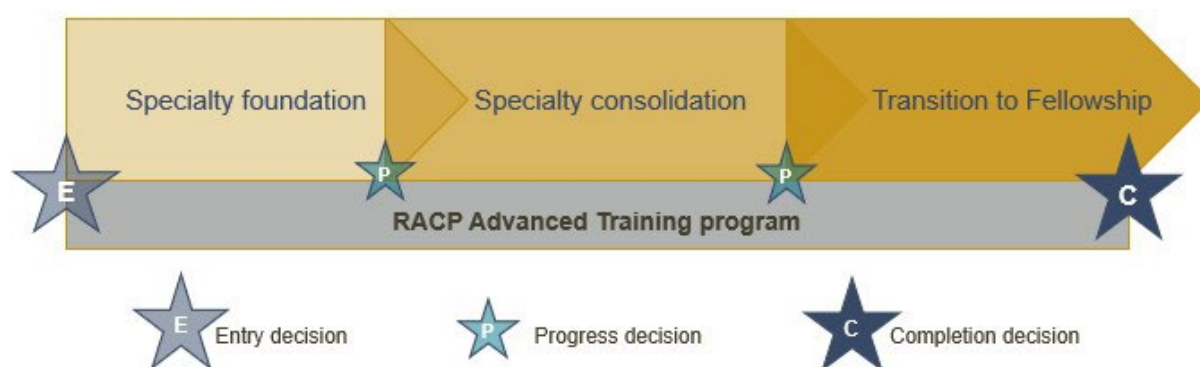 Specialty foundation
Specialty consolidation
Transition to Fellowship
E
P
P
C
RACP Advanced Training program
E Entry decision
P Progress decision
C Completion decision